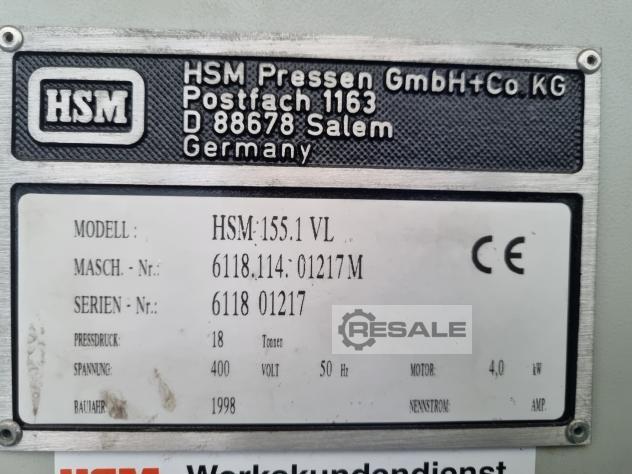 HSM
HSM Pressen GmbH+Co. KG
Postfach 1163
D 88678 Salem
Germany
MODELL: HSM 155.1 VL
MASCH. - Nr.: 6118.114. 01217 M
SERIEN - Nr.: 6118 01217
PRESSDRUCK: 18 Tonnen
SPANNUNG: 400 VOLT 50 Hz MOTOR: 4,0 kW
BAUJAHR: 1998 NENNSTROM: AMP.
CE
RESALE
HSM Werkskundendienst